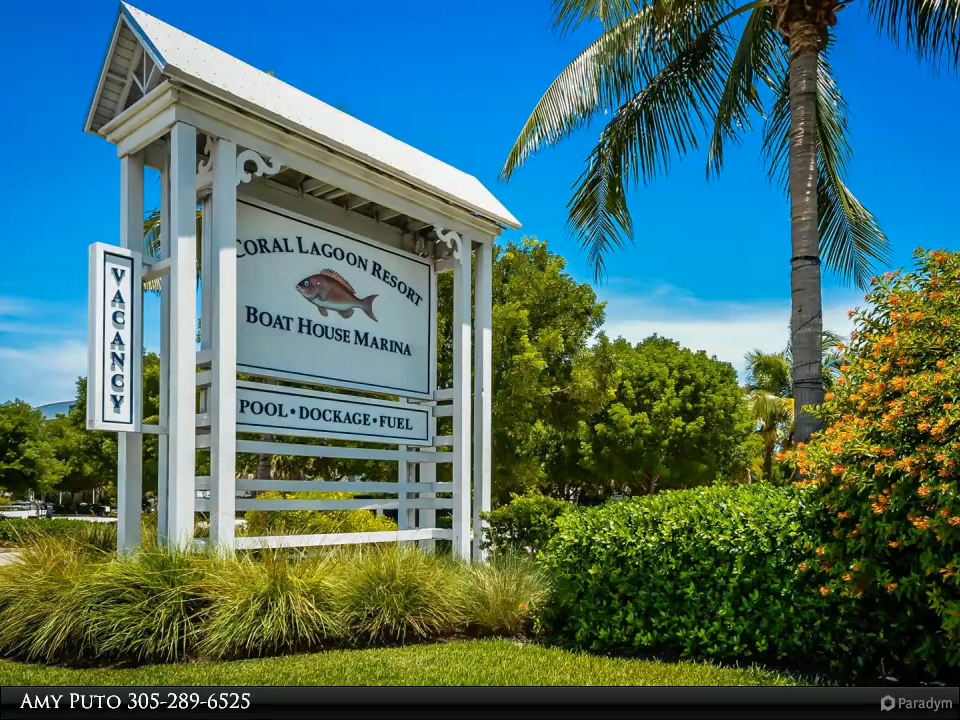 VACANCY
CORAL LAGOON RESORT
BOAT HOUSE MARINA
POOL • DOCKAGE • FUEL
AMY PUTO 305-289-6525
Paradym